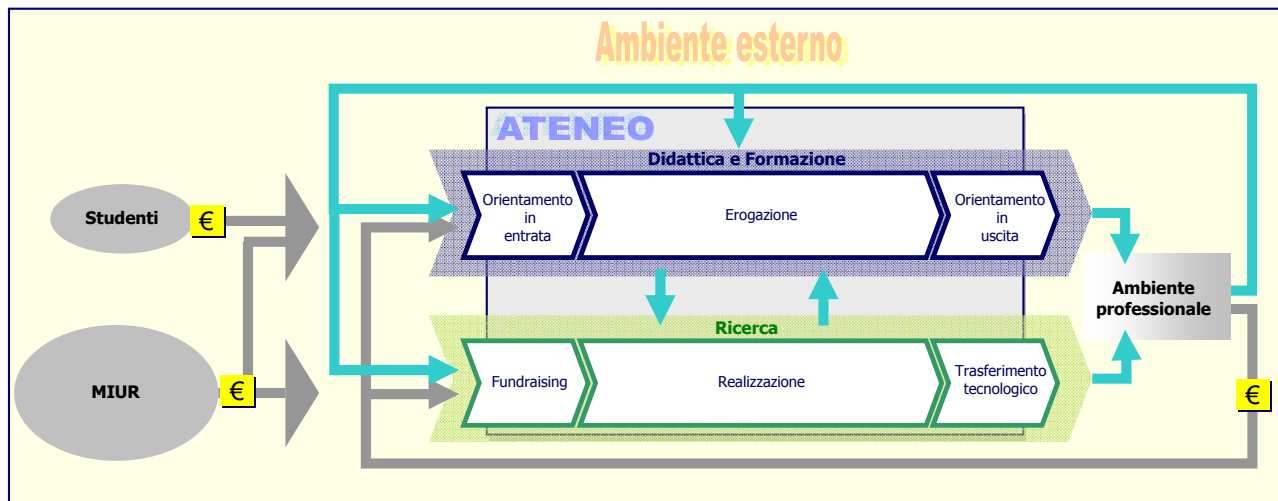 Ambiente esterno
ATENEO
Didattica e Formazione
Studenti
€
Orientamento
in
entrata
Erogazione
Orientamento
in
uscita
Ambiente
professionale
Ricerca
MIUR
€
Fundraising
Realizzazione
Trasferimento
tecnologico
€